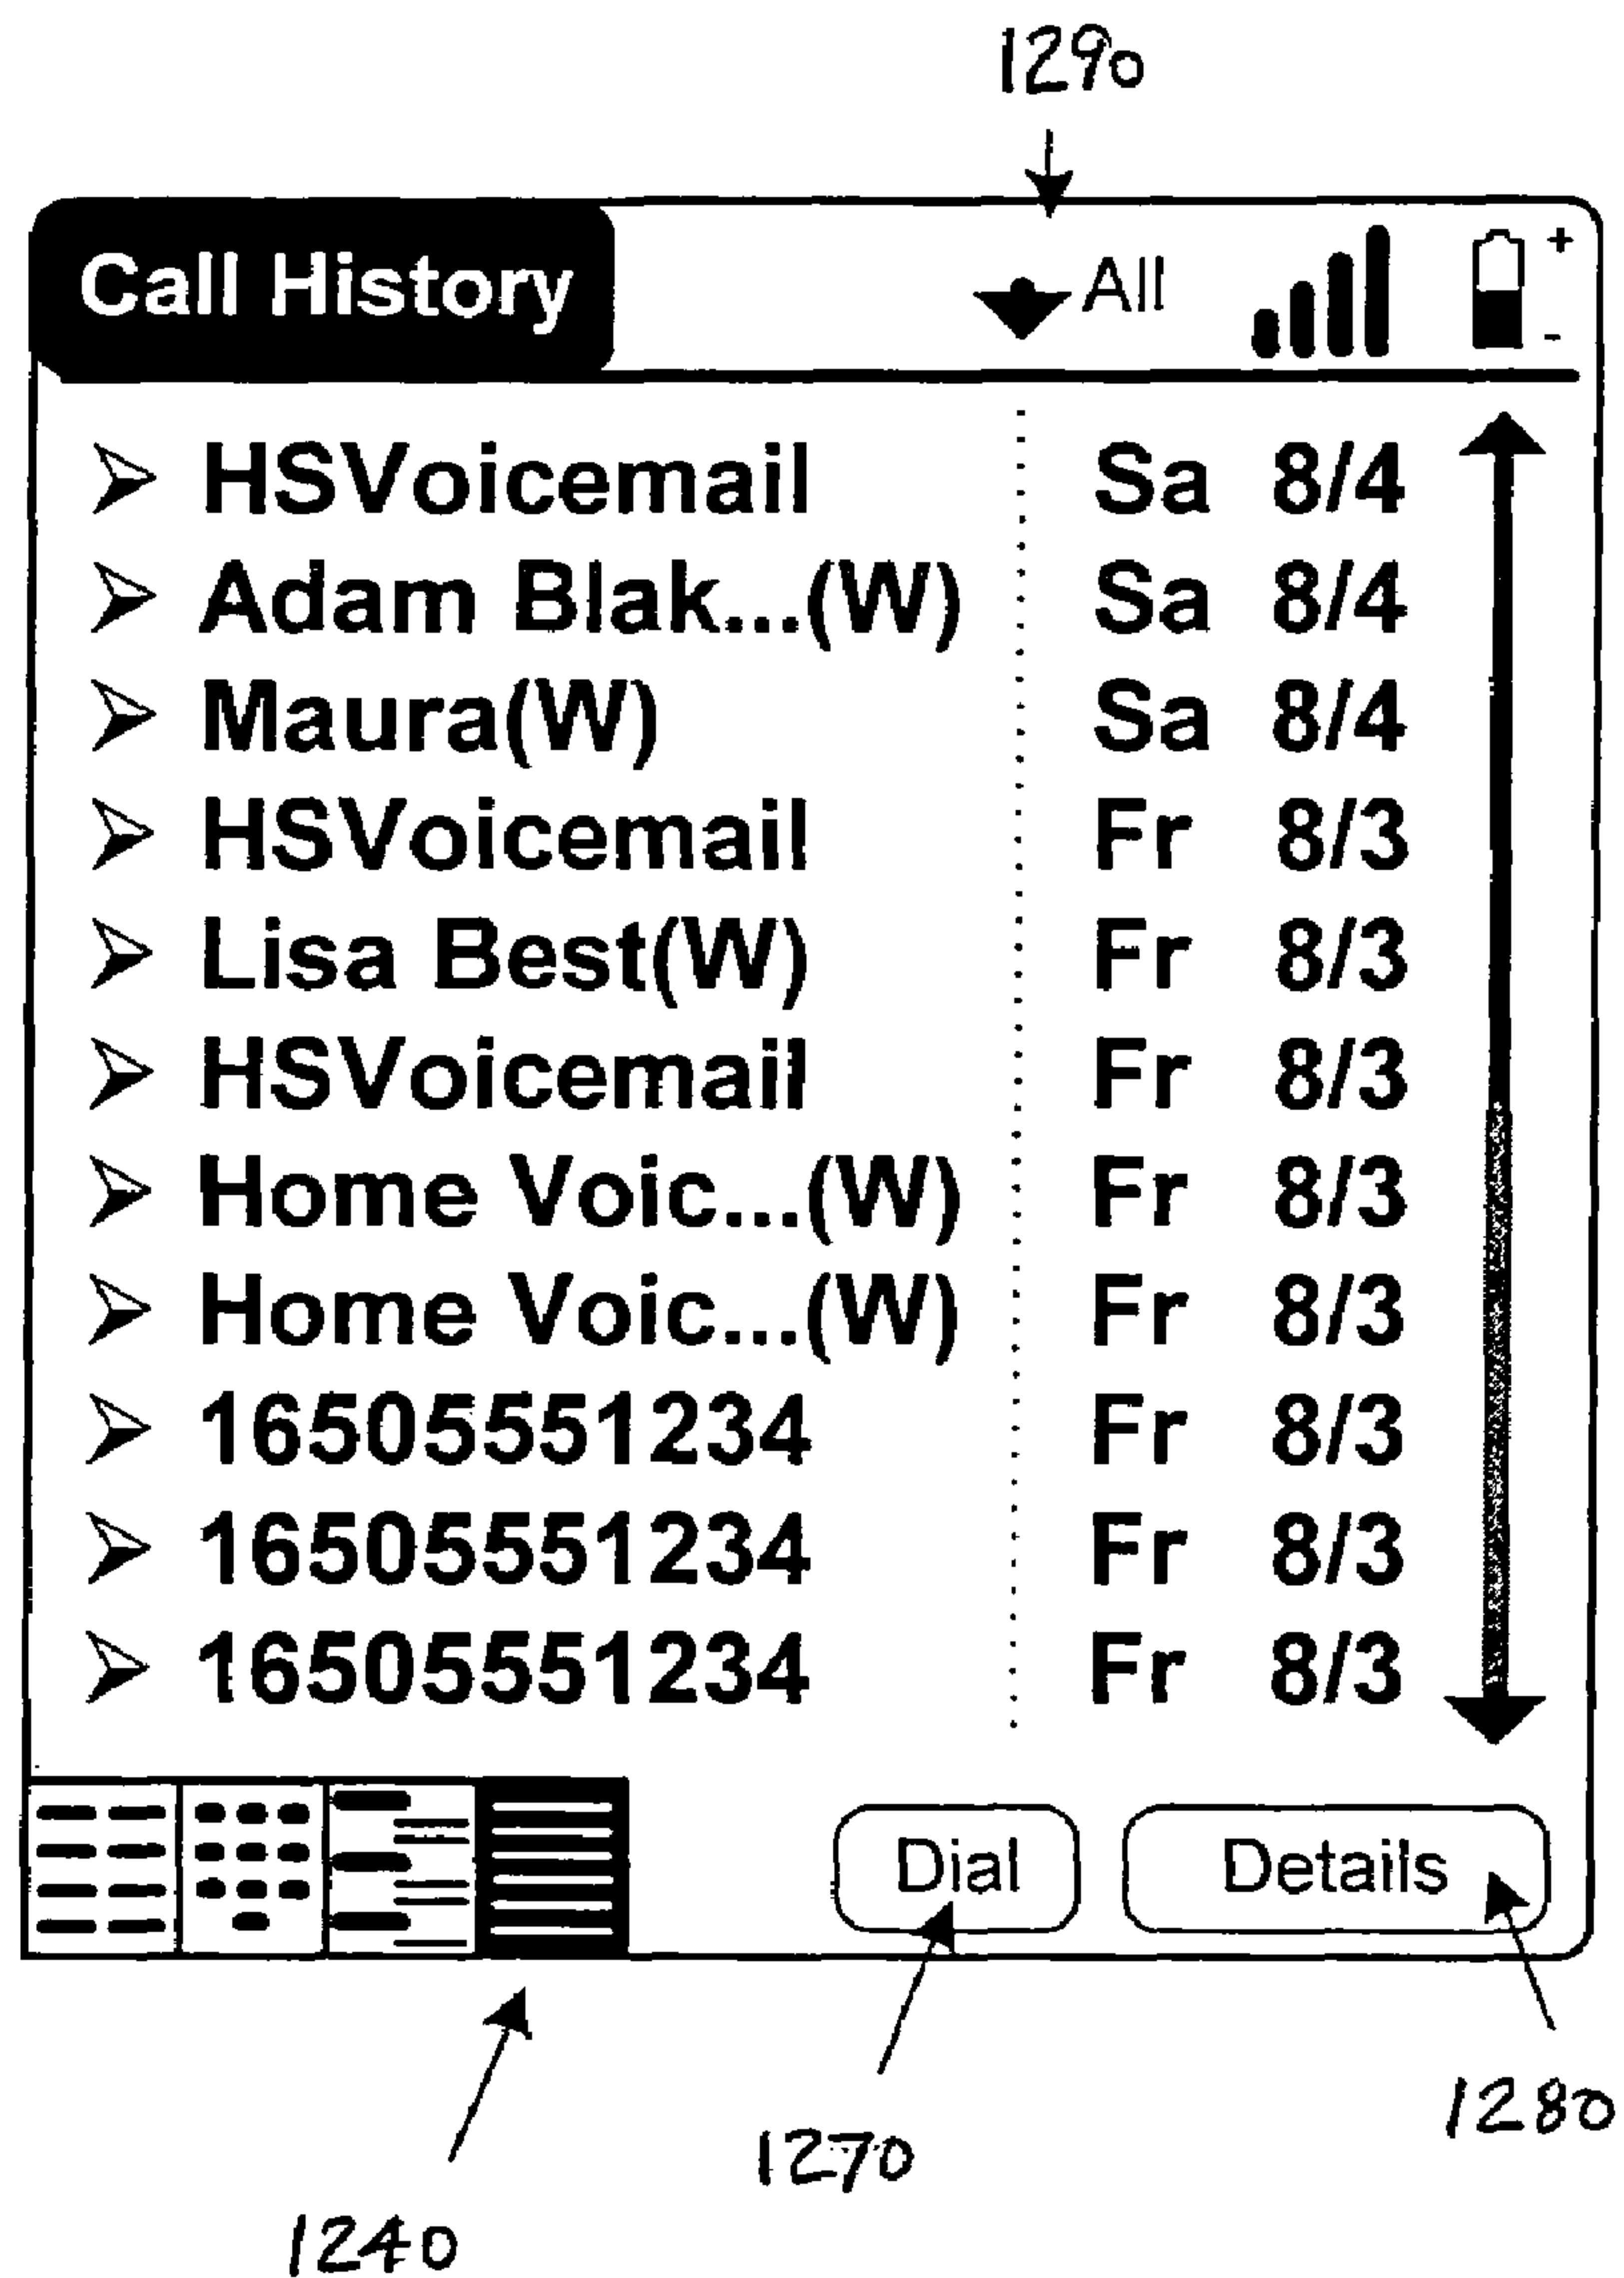 1290
Call History All + -
HSVoicemail Sa 8/4
Adam Blak...(W) Sa 8/4
Maura(W) Sa 8/4
HSVoicemail Fr 8/3
Lisa Best(W) Fr 8/3
HSVoicemail Fr 8/3
Home Voic...(W) Fr 8/3
Home Voic...(W) Fr 8/3
16505551234 Fr 8/3
16505551234 Fr 8/3
16505551234 Fr 8/3
Dial Details
1280
1270
1240